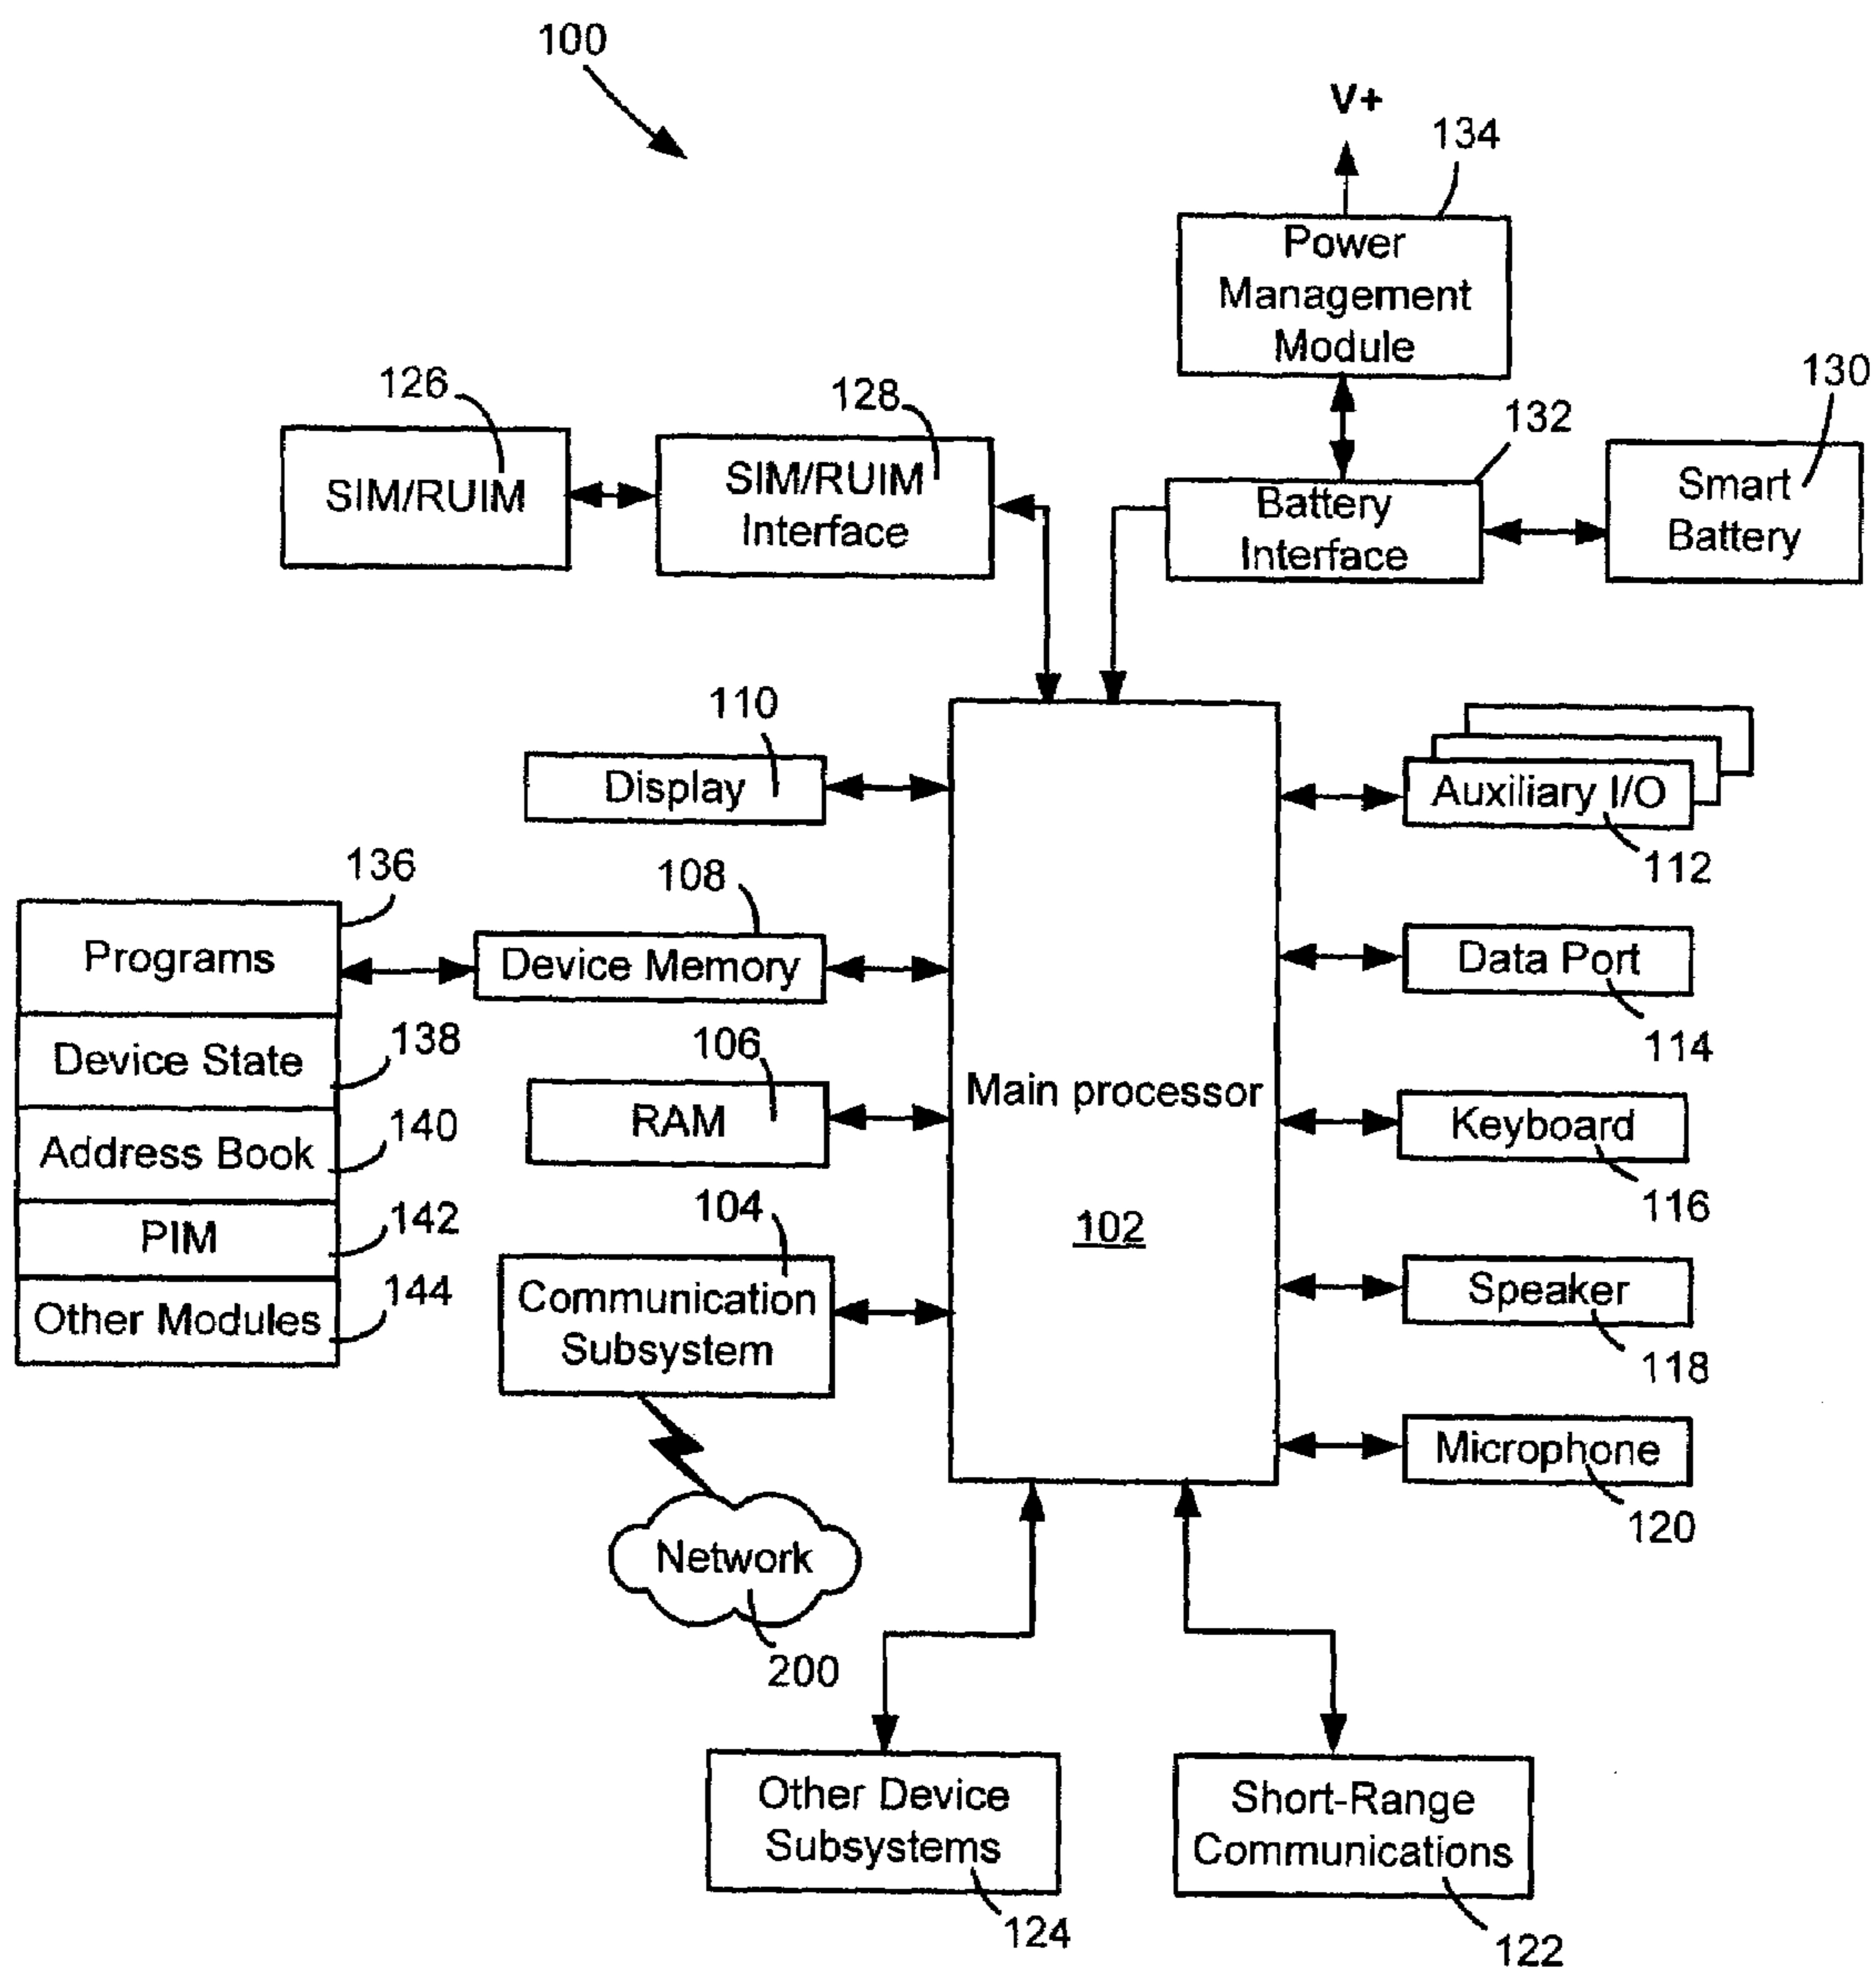 100
V+
134
Power
Management
Module
126
128
132
130
SIM/RUIM
SIM/RUIM
Interface
Battery
Interface
Smart
Battery
110
Display
Auxiliary I/O
112
136
108
Programs
Device Memory
Data Port
114
Device State
138
106
RAM
Main processor
102
Keyboard
116
Address Book
140
PIM
142
104
Other Modules
144
Communication
Subsystem
Speaker
118
Microphone
120
Network
200
Other Device
Subsystems
124
Short-Range
Communications
122